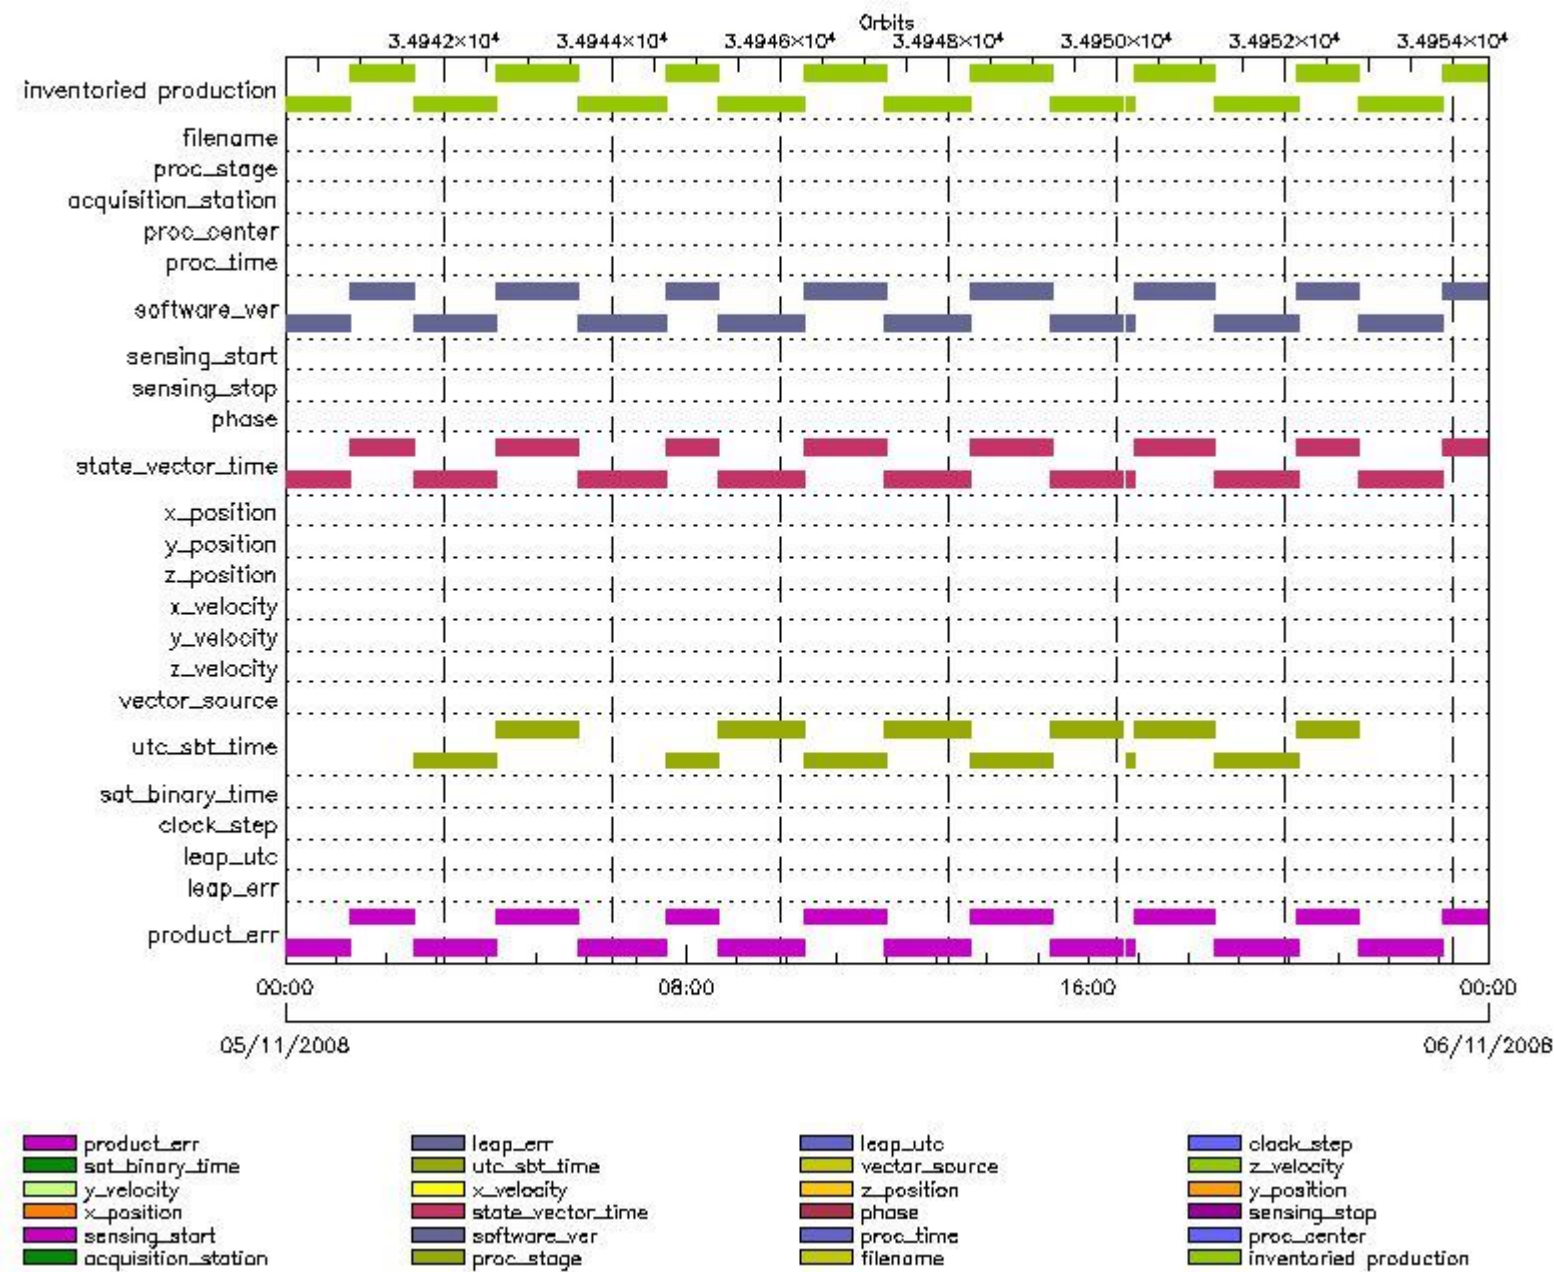 Orbits
3.4942×10⁴ 3.4944×10⁴ 3.4946×10⁴ 3.4948×10⁴ 3.4950×10⁴ 3.4952×10⁴ 3.4954×10⁴
inventoried production
filename
proc_stage
acquisition_station
proc_center
proc_time
software_ver
sensing_start
sensing_stop
phase
state_vector_time
x_position
y_position
z_position
x_velocity
y_velocity
z_velocity
vector_source
utc_sbt_time
sat_binary_time
clock_step
leap_utc
leap_err
product_err
00:00 08:00 16:00 00:00
05/11/2008 06/11/2008
product_err leap_err leap_utc clock_step
sat_binary_time utc_sbt_time vector_source z_velocity
y_velocity x_velocity z_position y_position
x_position state_vector_time phase sensing_stop
sensing_start software_ver proc_time proc_center
acquisition_station proc_stage filename inventoried production